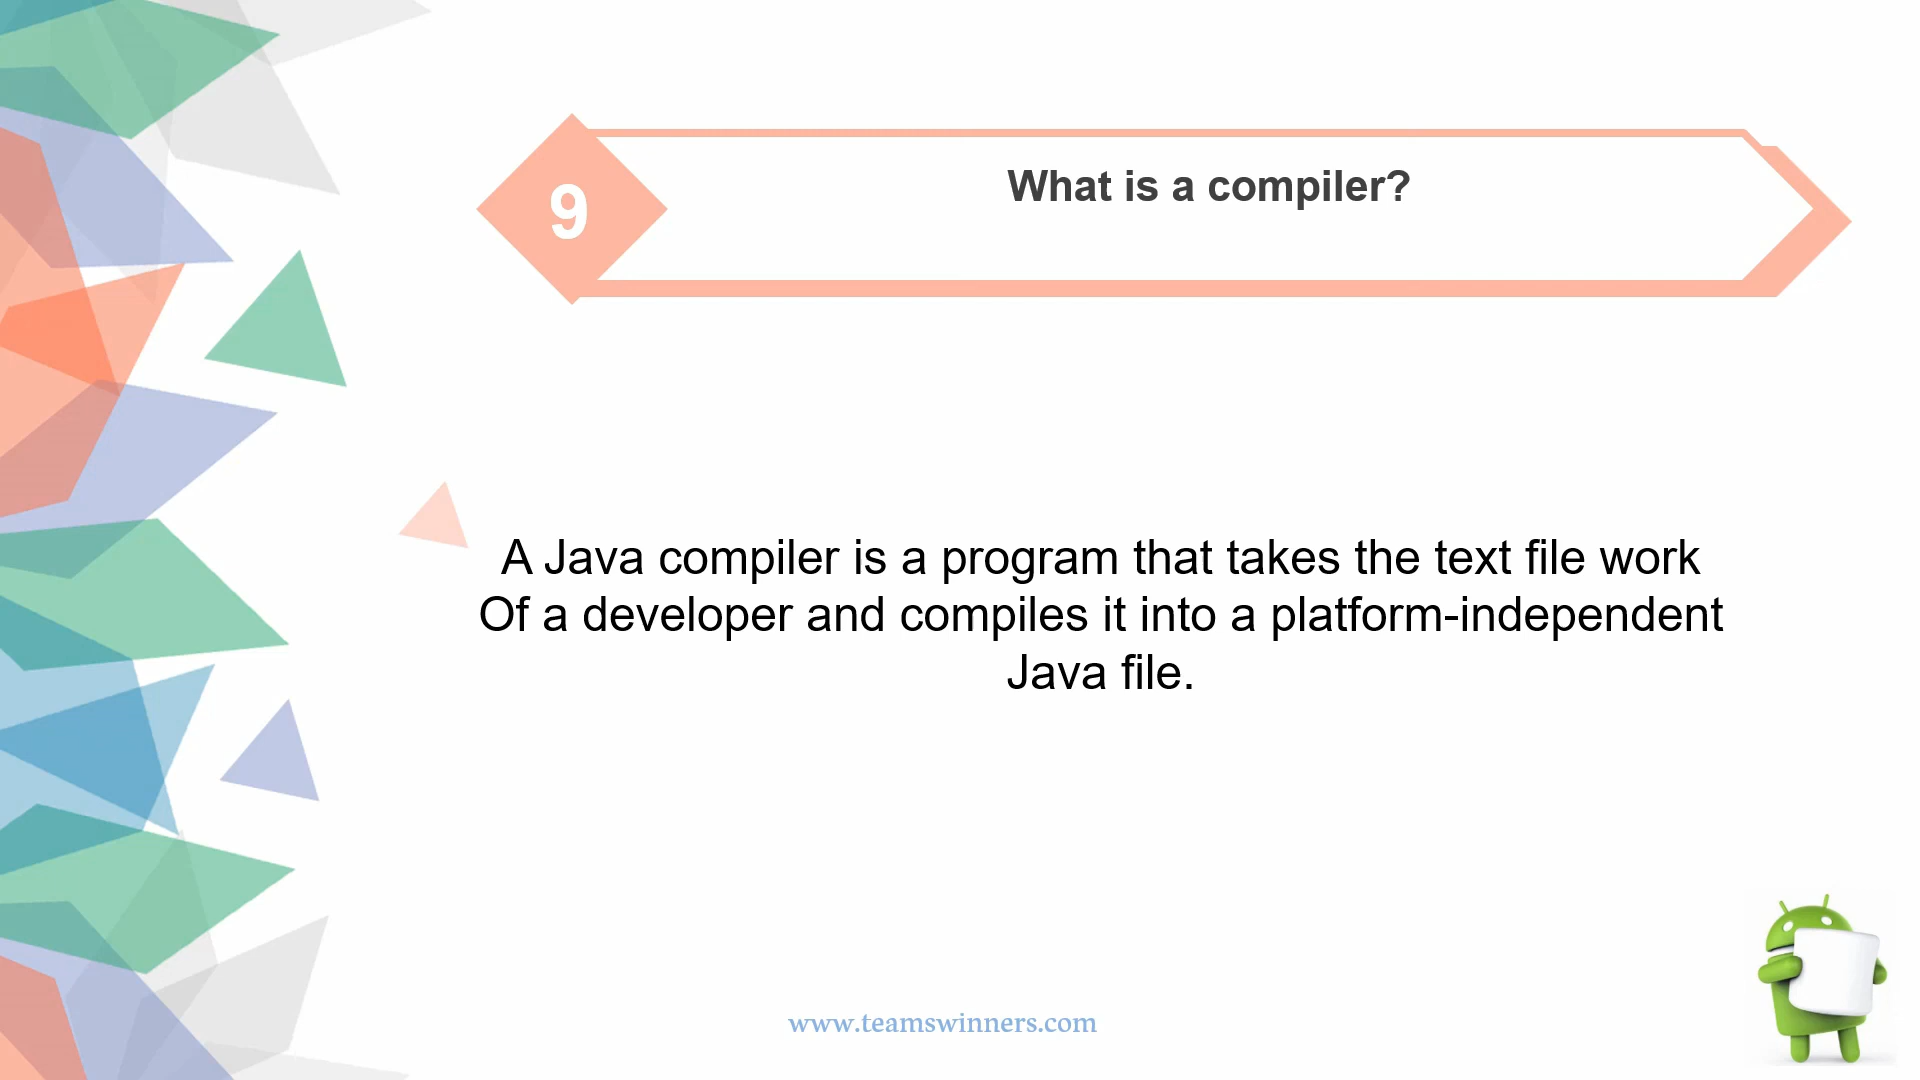 9
What is a compiler?
A Java compiler is a program that takes the text file work
Of a developer and compiles it into a platform-independent
Java file.
www.teamswinners.com